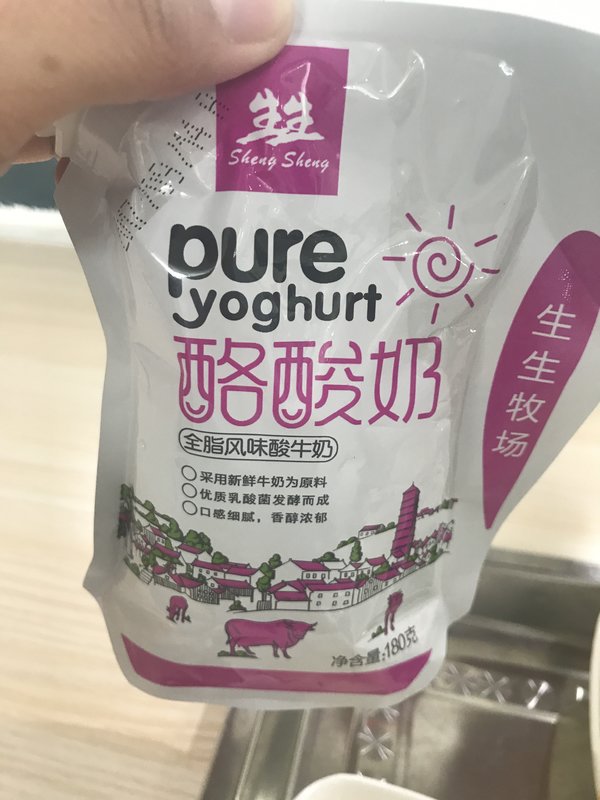 生生
Sheng Sheng
pure
yoghurt
酪酸奶
全脂风味酸牛奶
采用新鲜牛奶为原料
优质乳酸菌发酵而成
口感细腻，香醇浓郁
生生牧场
净含量:180克